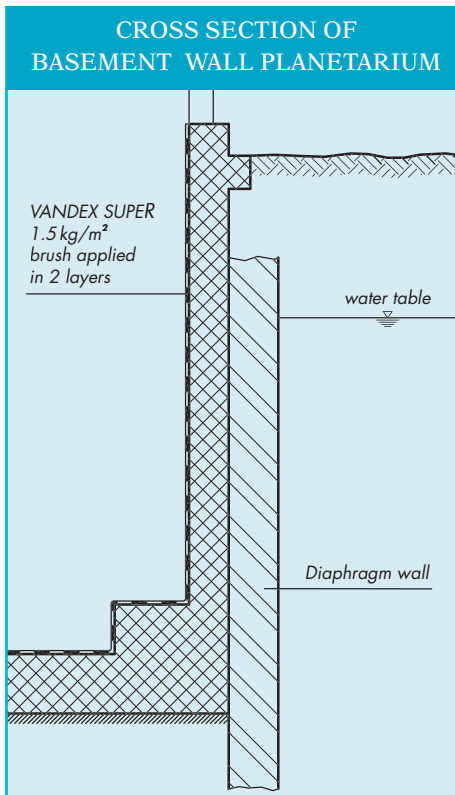 CROSS SECTION OF
BASEMENT WALL PLANETARIUM
VANDEX SUPER
1.5 kg/m²
brush applied
in 2 layers
water table
Diaphragm wall